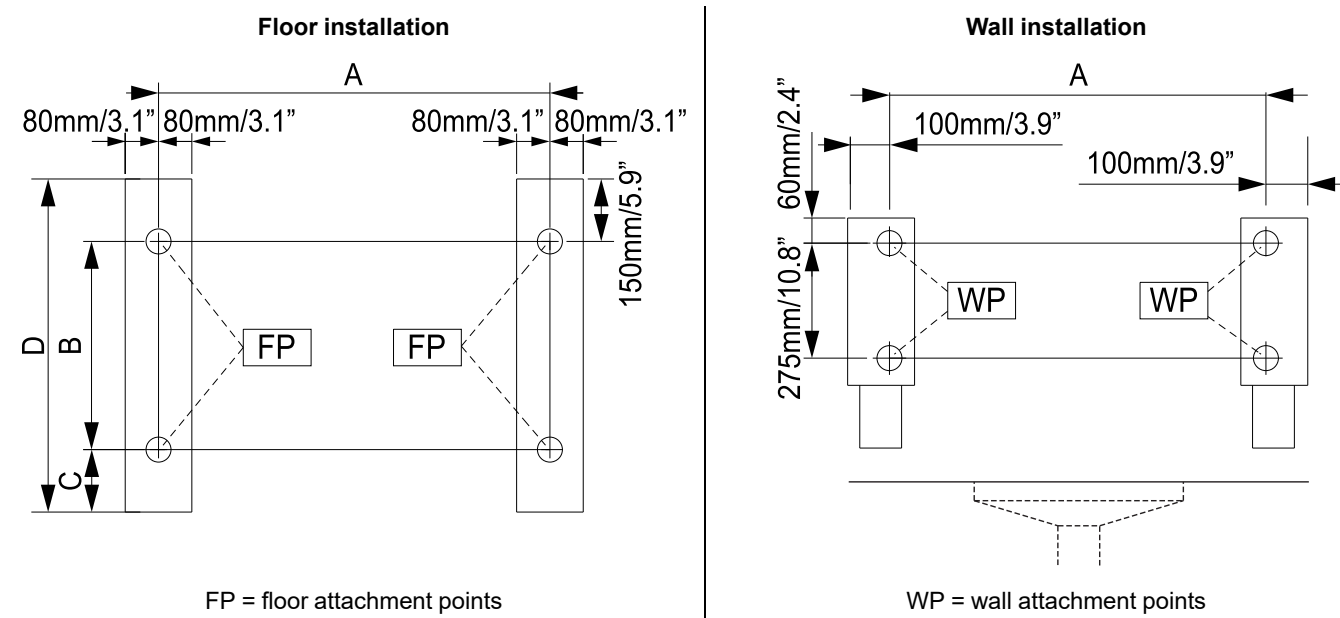 Floor installation
A
80mm/3.1” 80mm/3.1” 80mm/3.1” 80mm/3.1”
150mm/5.9”
D
B
C
FP
FP
FP = floor attachment points
Wall installation
A
100mm/3.9”
100mm/3.9”
60mm/2.4”
275mm/10.8”
WP
WP
WP = wall attachment points